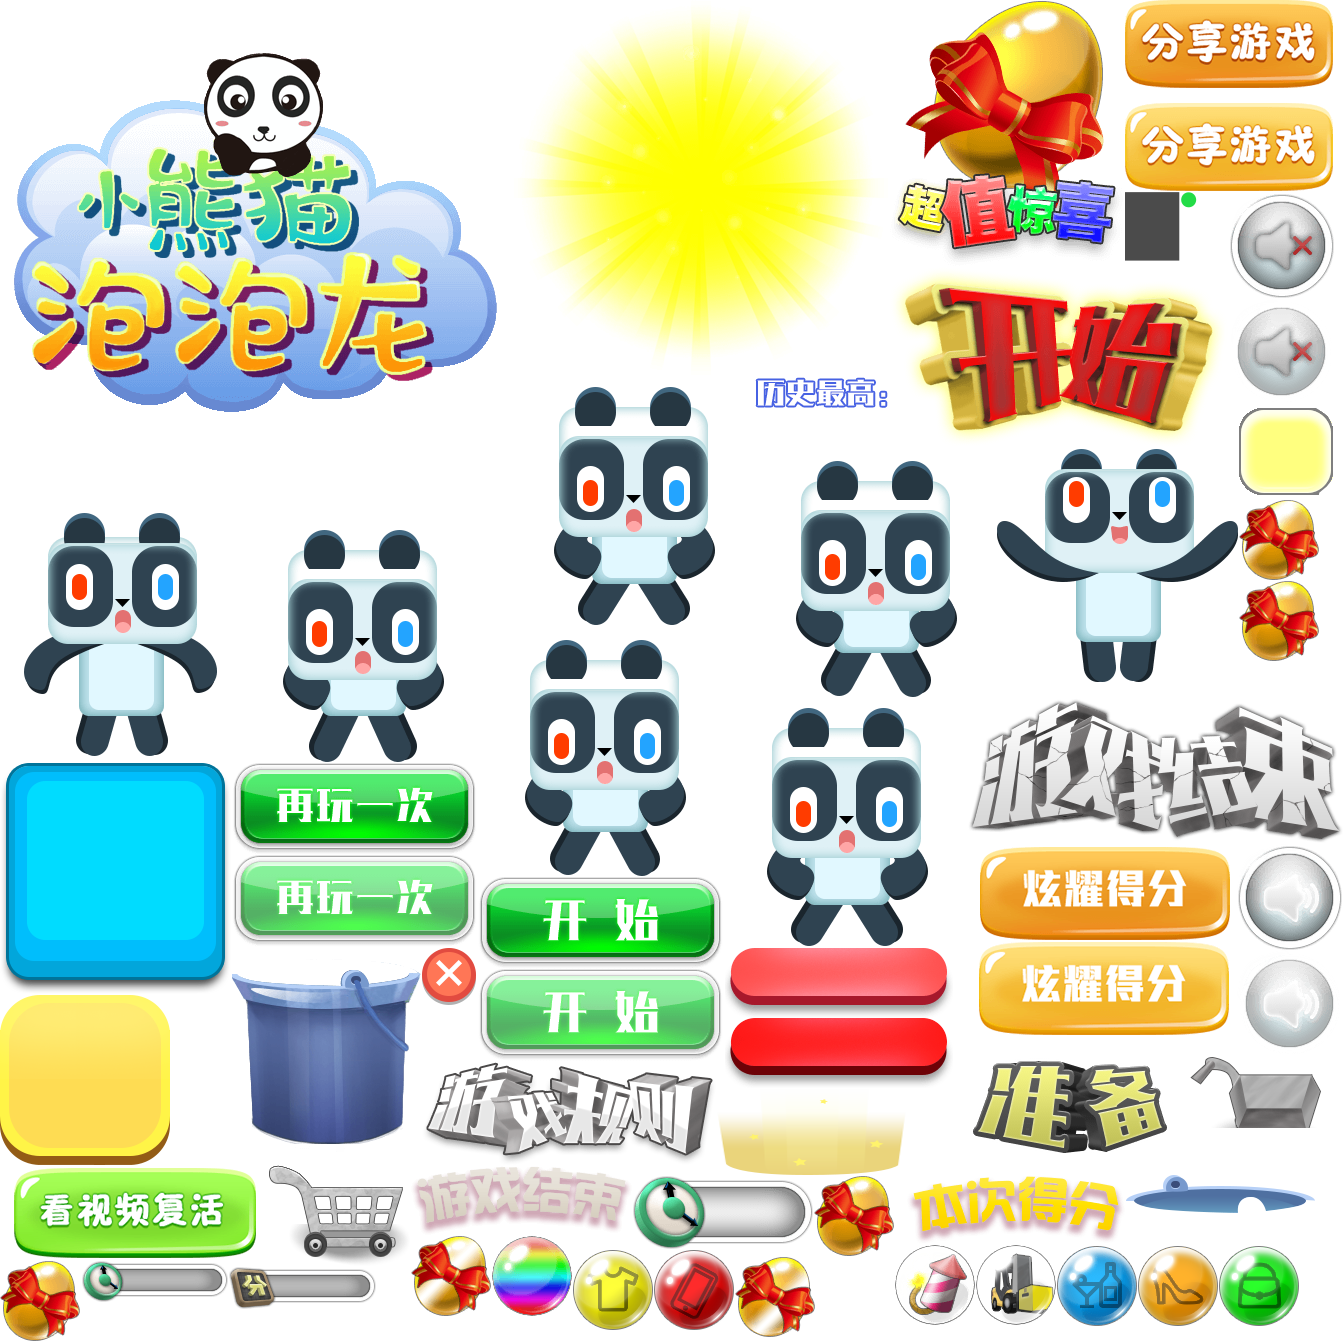 小熊猫
泡泡龙
超值惊喜
分享游戏
分享游戏
历史最高:
开始
游戏结束
再玩一次
再玩一次
开 始
开 始
炫耀得分
炫耀得分
游戏规则
准备
看视频复活
游戏结束
本次得分
分